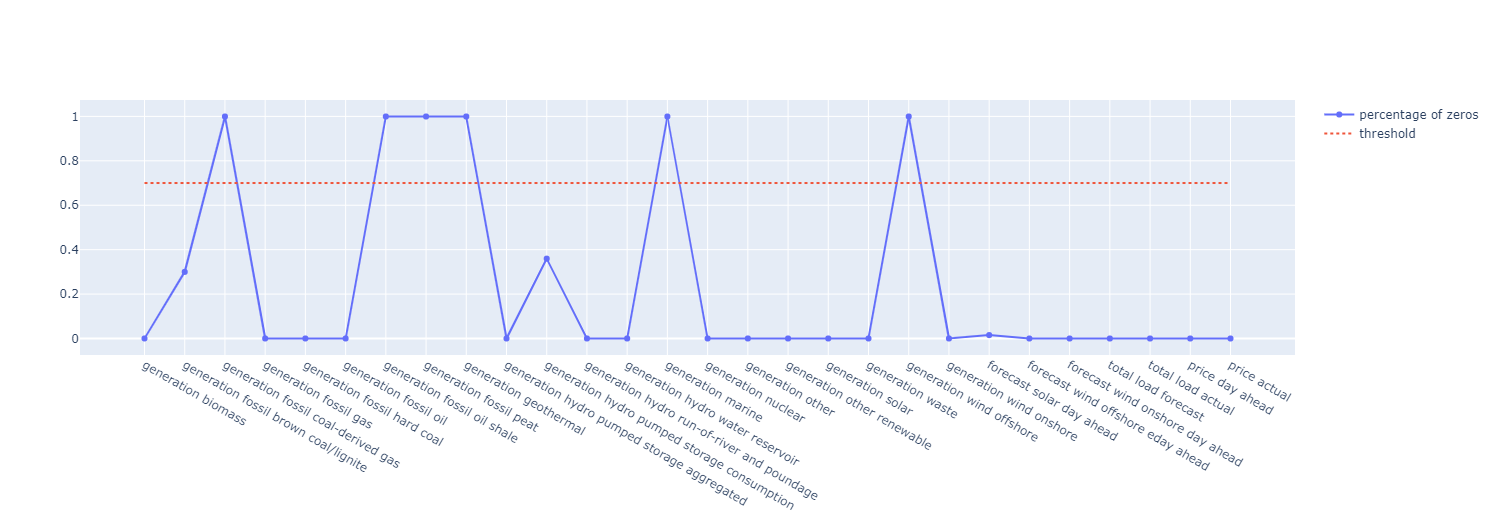 percentage of zeros
threshold
1
0.8
0.6
0.4
0.2
0
generation biomass
generation fossil brown coal/lignite
generation fossil coal-derived gas
generation fossil gas
generation fossil hard coal
generation fossil oil
generation fossil oil shale
generation fossil peat
generation geothermal
generation hydro pumped storage aggregated
generation hydro pumped storage consumption
generation hydro run-of-river and poundage
generation hydro water reservoir
generation marine
generation nuclear
generation other
generation other renewable
generation solar
generation waste
generation wind offshore
generation wind onshore
forecast solar day ahead
forecast wind offshore eday ahead
forecast wind onshore day ahead
total load forecast
total load actual
price day ahead
price actual